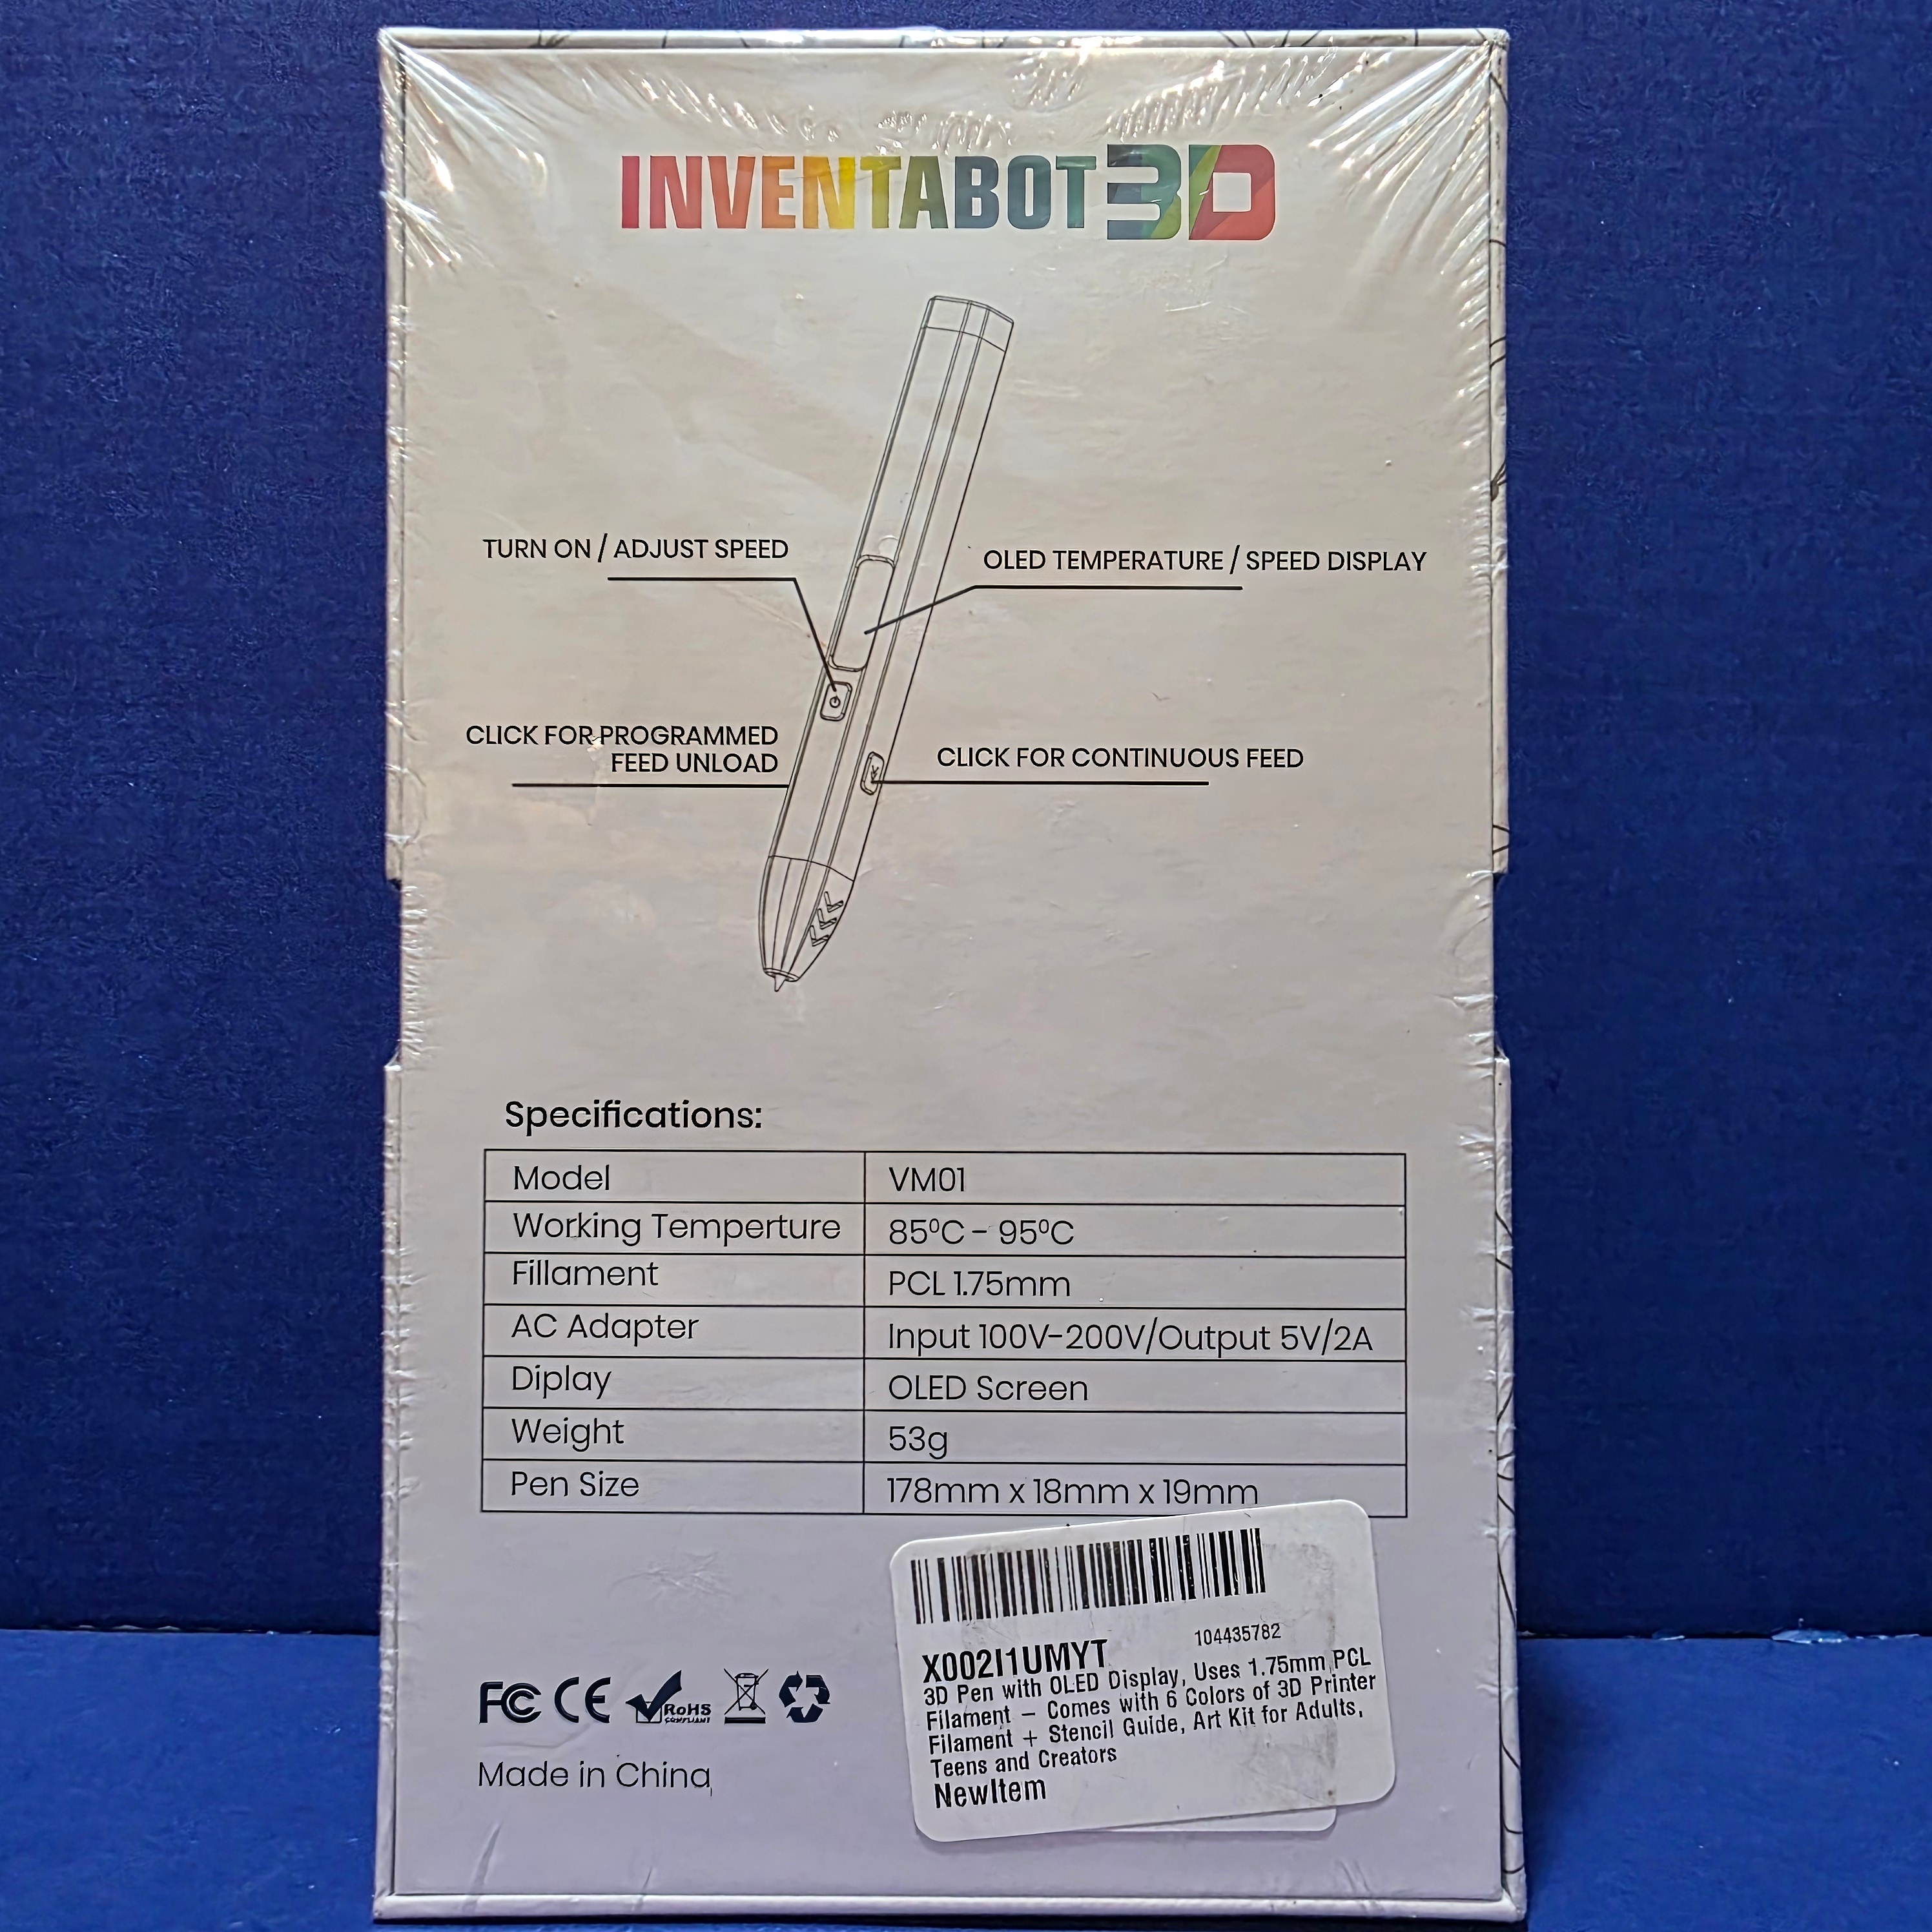 INVENTABOT3D
TURN ON / ADJUST SPEED
OLED TEMPERATURE / SPEED DISPLAY
CLICK FOR PROGRAMMED
FEED UNLOAD
CLICK FOR CONTINUOUS FEED
Specifications:
Model VM01
Working Temperture 85⁰C - 95⁰C
Fillament PCL 1.75mm
AC Adapter Input 100V-200V/Output 5V/2A
Diplay OLED Screen
Weight 53g
Pen Size 178mm x 18mm x 19mm
X002I1UMYT 104435782
3D Pen with OLED Display, Uses 1.75mm PCL
Filament – Comes with 6 Colors of 3D Printer
Filament + Stencil Guide, Art Kit for Adults,
Teens and Creators
NewItem
FC CE RoHS
COMPLIANT
Made in China